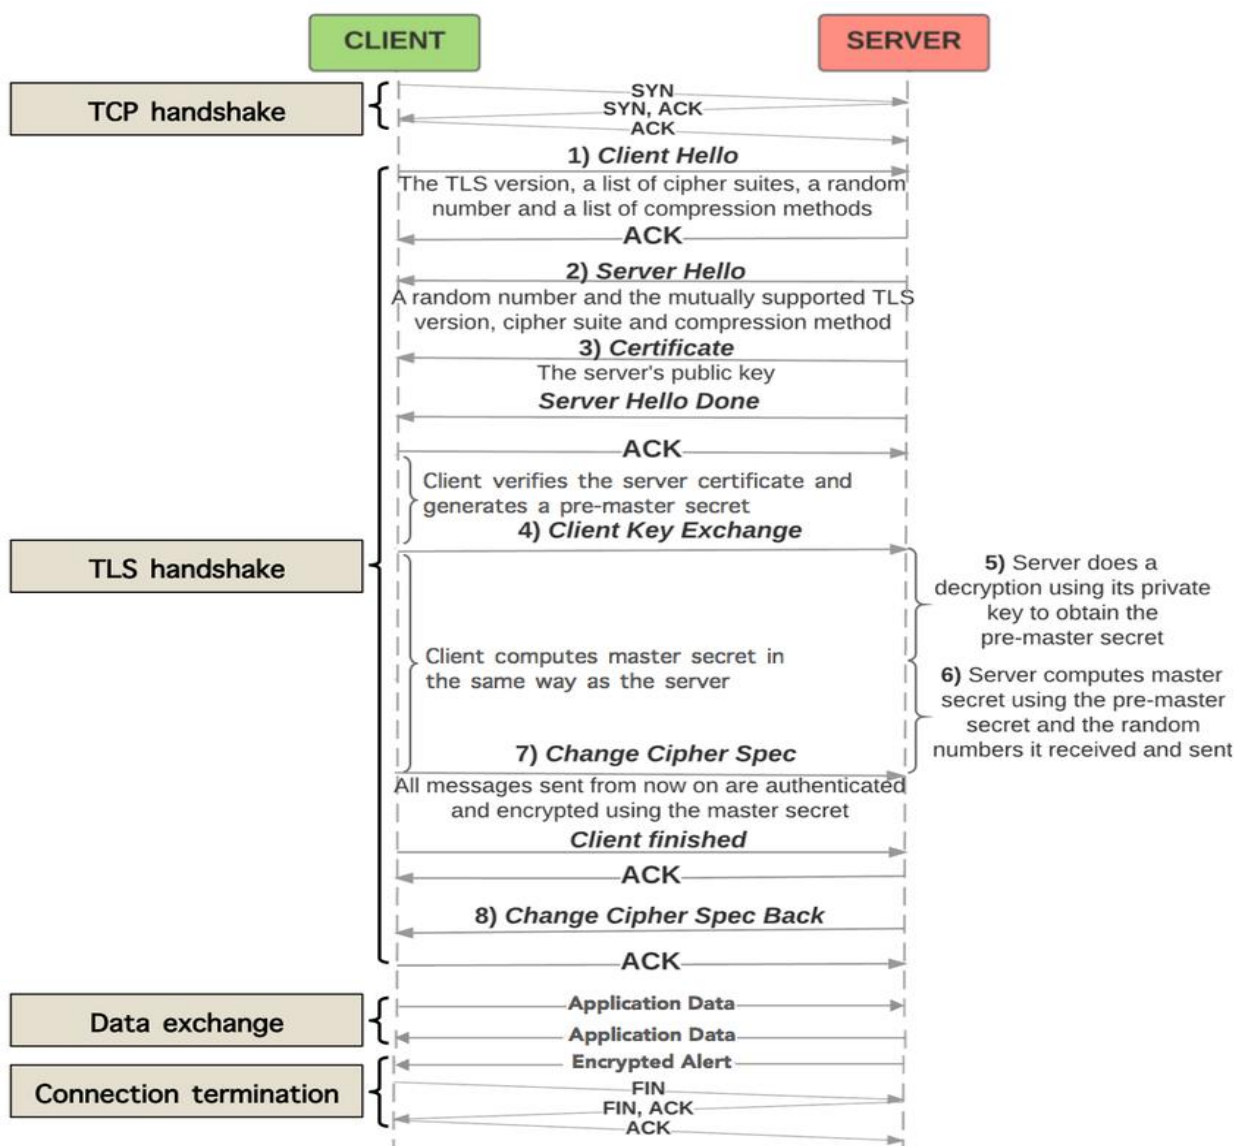 CLIENT
SERVER
TCP handshake
SYN
SYN, ACK
ACK
1) Client Hello
The TLS version, a list of cipher suites, a random
number and a list of compression methods
ACK
2) Server Hello
A random number and the mutually supported TLS
version, cipher suite and compression method
3) Certificate
The server's public key
Server Hello Done
ACK
Client verifies the server certificate and
generates a pre-master secret
4) Client Key Exchange
TLS handshake
5) Server does a
decryption using its private
key to obtain the
pre-master secret
Client computes master secret in
the same way as the server
6) Server computes master
secret using the pre-master
secret and the random
numbers it received and sent
7) Change Cipher Spec
All messages sent from now on are authenticated
and encrypted using the master secret
Client finished
ACK
8) Change Cipher Spec Back
ACK
Data exchange
Application Data
Application Data
Connection termination
Encrypted Alert
FIN
FIN, ACK
ACK